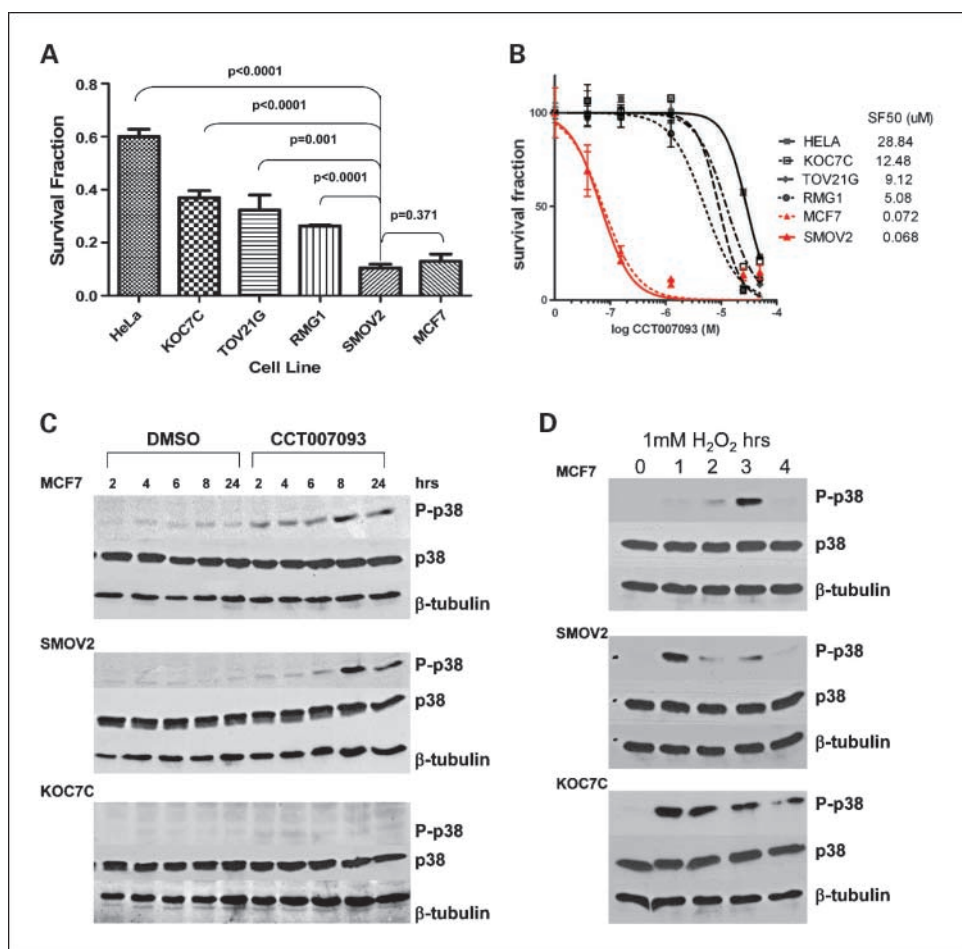 A
p<0.0001
p<0.0001
p=0.001
p<0.0001
p=0.371
Survival Fraction
0.8
0.6
0.4
0.2
0.0
HeLa
KOC7C
TOV21G
RMG1
SMOV2
MCF7
Cell Line
B
survival fraction
100
50
0
0
-7
-6
-5
-4
log CCT007093 (M)
SF50 (uM)
HELA 28.84
KOC7C 12.48
TOV21G 9.12
RMG1 5.08
MCF7 0.072
SMOV2 0.068
C
DMSO CCT007093
MCF7 2 4 6 8 24 2 4 6 8 24 hrs
P-p38
p38
β-tubulin
SMOV2
P-p38
p38
β-tubulin
KOC7C
P-p38
p38
β-tubulin
D
1mM H₂O₂ hrs
0 1 2 3 4
MCF7
P-p38
p38
β-tubulin
SMOV2
P-p38
p38
β-tubulin
KOC7C
P-p38
p38
β-tubulin